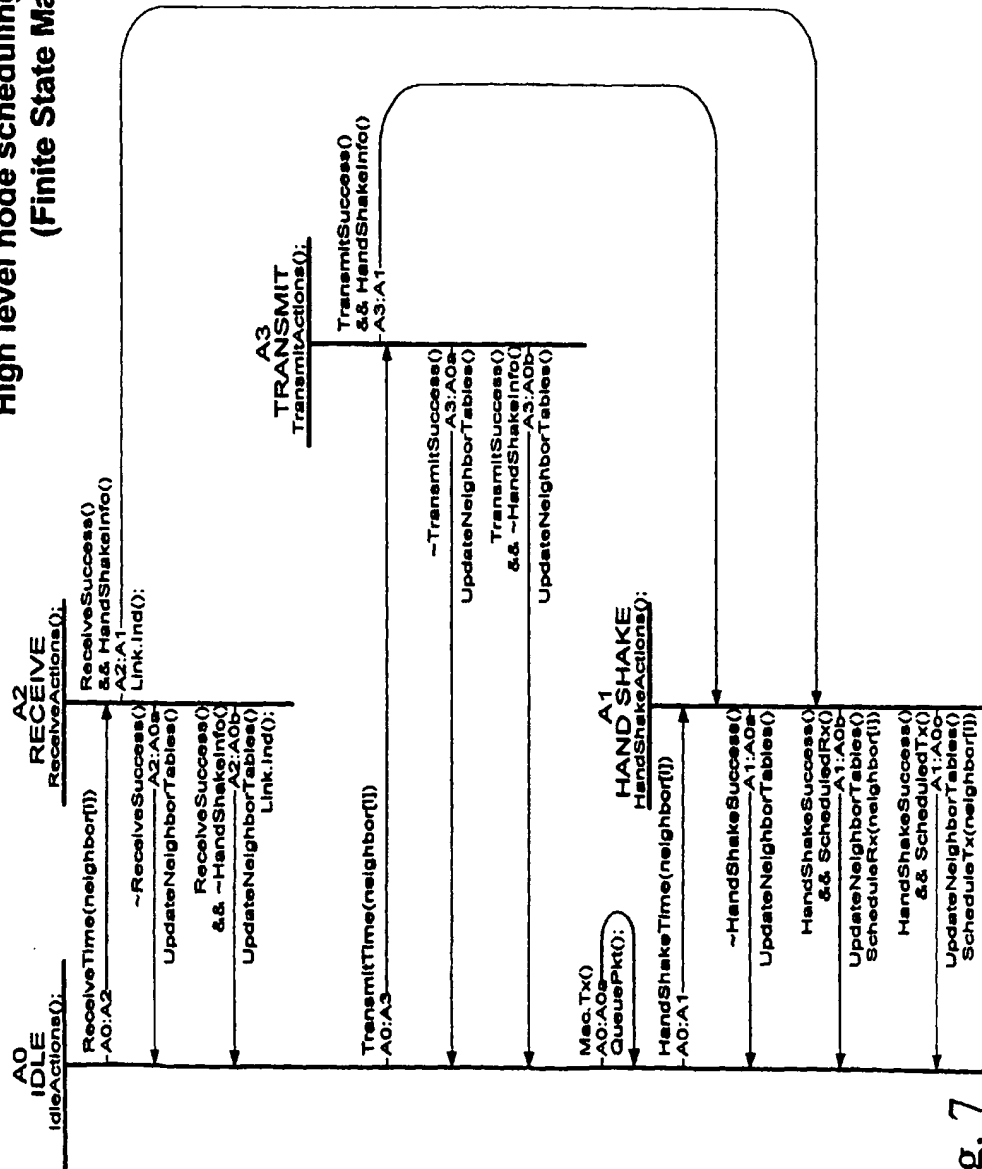 High level node scheduling
(Finite State Ma
A0
IDLE
IdleActions();
A2
RECEIVE
ReceiveActions();
ReceiveTime(neighbor[i])
A0:A2
ReceiveSuccess()
&& HandShakeInfo()
A2:A1
Link.Ind();
~ReceiveSuccess()
A2:A0a
UpdateNeighborTables()
ReceiveSuccess()
&& ~HandShakeInfo()
A2:A0b
UpdateNeighborTables()
Link.Ind();
A3
TRANSMIT
TransmitActions();
TransmitTime(neighbor[i])
A0:A3
TransmitSuccess()
&& HandShakeInfo()
A3:A1
~TransmitSuccess()
A3:A0a
UpdateNeighborTables()
TransmitSuccess()
&& ~HandShakeInfo()
A3:A0b
UpdateNeighborTables()
Mac.Tx()
A0:A0a
QueuePkt();
A1
HAND SHAKE
HandShakeActions();
HandShakeTime(neighbor[i])
A0:A1
~HandShakeSuccess()
A1:A0a
UpdateNeighborTables()
HandShakeSuccess()
&& ScheduledRx()
A1:A0b
UpdateNeighborTables()
ScheduleRx(neighbor[i])
HandShakeSuccess()
&& ScheduledTx()
A1:A0c
UpdateNeighborTables()
ScheduleTx(neighbor[i])
g. 7